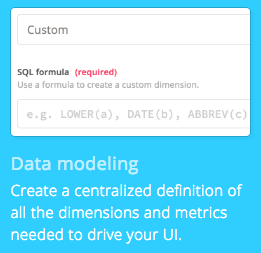 Custom
SQL formula (required)
Use a formula to create a custom dimension.
e.g. LOWER(a), DATE(b), ABBREV(c)
Data modeling
Create a centralized definition of
all the dimensions and metrics
needed to drive your UI.